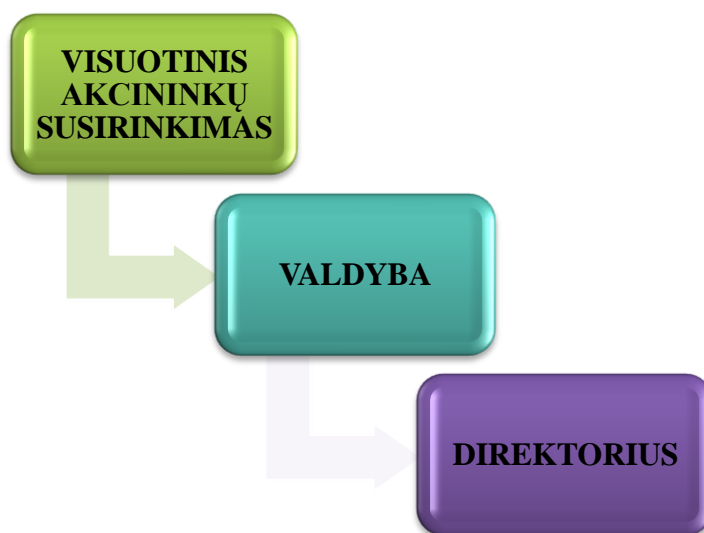 VISUOTINIS
AKCININKŲ
SUSIRINKIMAS
VALDYBA
DIREKTORIUS